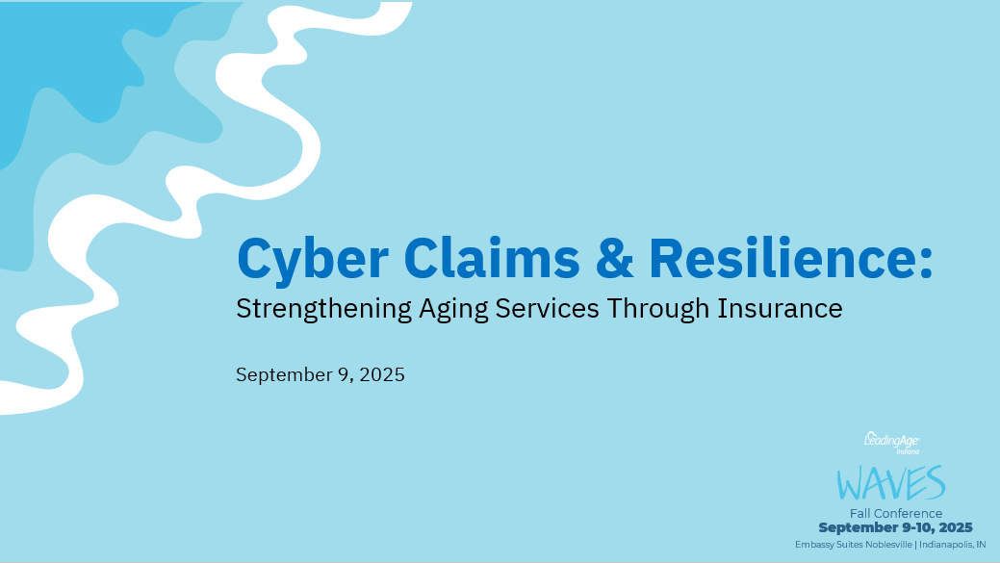 Cyber Claims & Resilience:
Strengthening Aging Services Through Insurance
September 9, 2025
LeadingAge
Indiana
WAVES
Fall Conference
September 9-10, 2025
Embassy Suites Noblesville | Indianapolis, IN